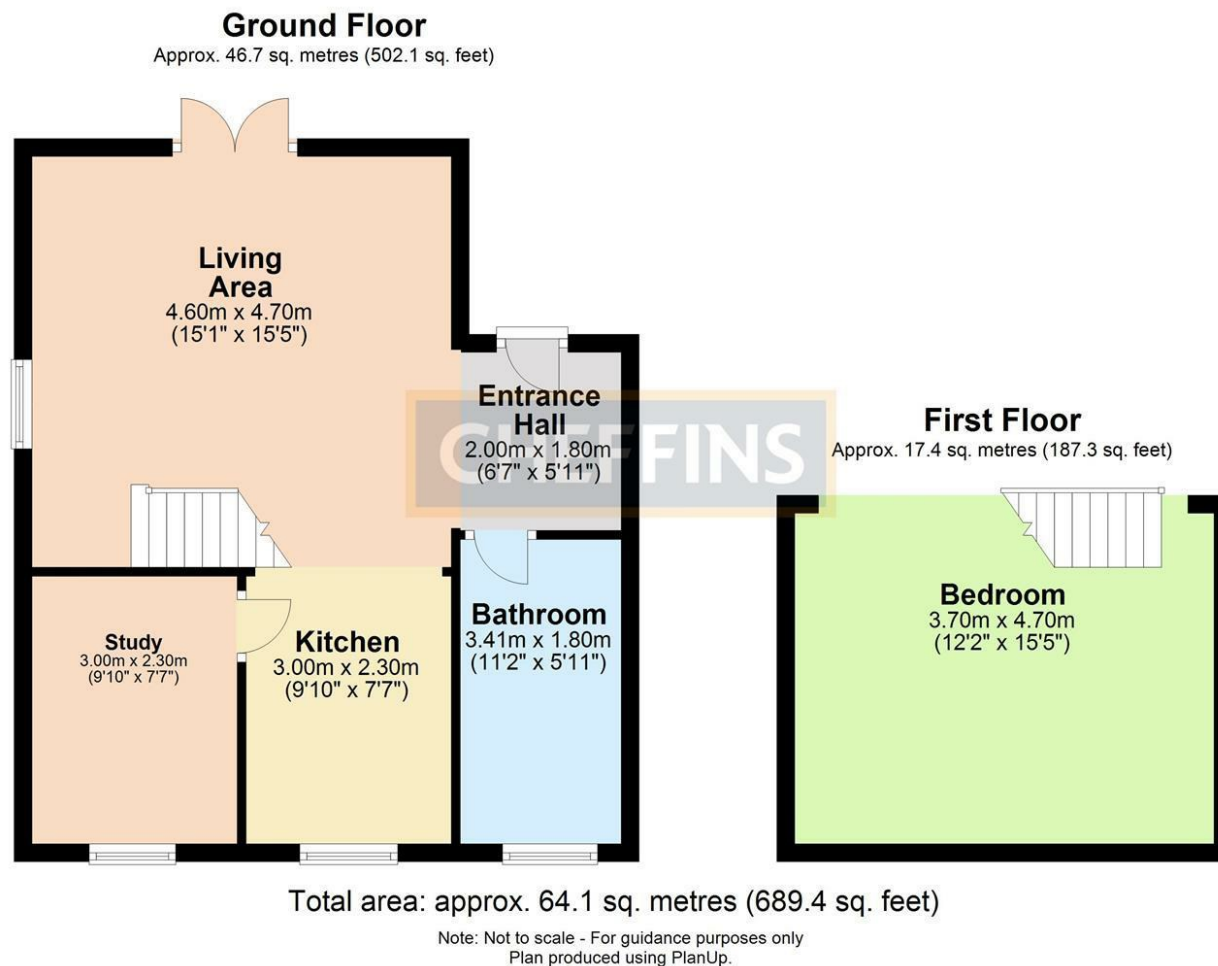 Ground Floor
Approx. 46.7 sq. metres (502.1 sq. feet)
Living
Area
4.60m x 4.70m
(15'1" x 15'5")
Entrance
Hall
2.00m x 1.80m
(6'7" x 5'11")
CHEFFINS
Study
3.00m x 2.30m
(9'10" x 7'7")
Kitchen
3.00m x 2.30m
(9'10" x 7'7")
Bathroom
3.41m x 1.80m
(11'2" x 5'11")
First Floor
Approx. 17.4 sq. metres (187.3 sq. feet)
Bedroom
3.70m x 4.70m
(12'2" x 15'5")
Total area: approx. 64.1 sq. metres (689.4 sq. feet)
Note: Not to scale - For guidance purposes only
Plan produced using PlanUp.